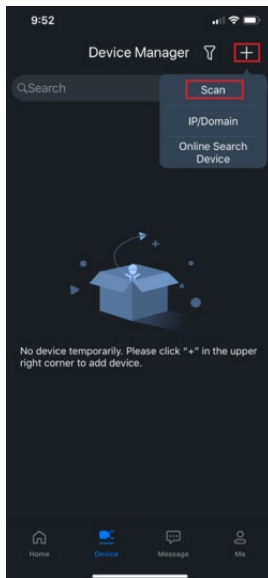 9:52
Device Manager
Search
Scan
IP/Domain
Online Search
Device
No device temporarily. Please click "+" in the upper
right corner to add device.
Home
Device
Message
Me